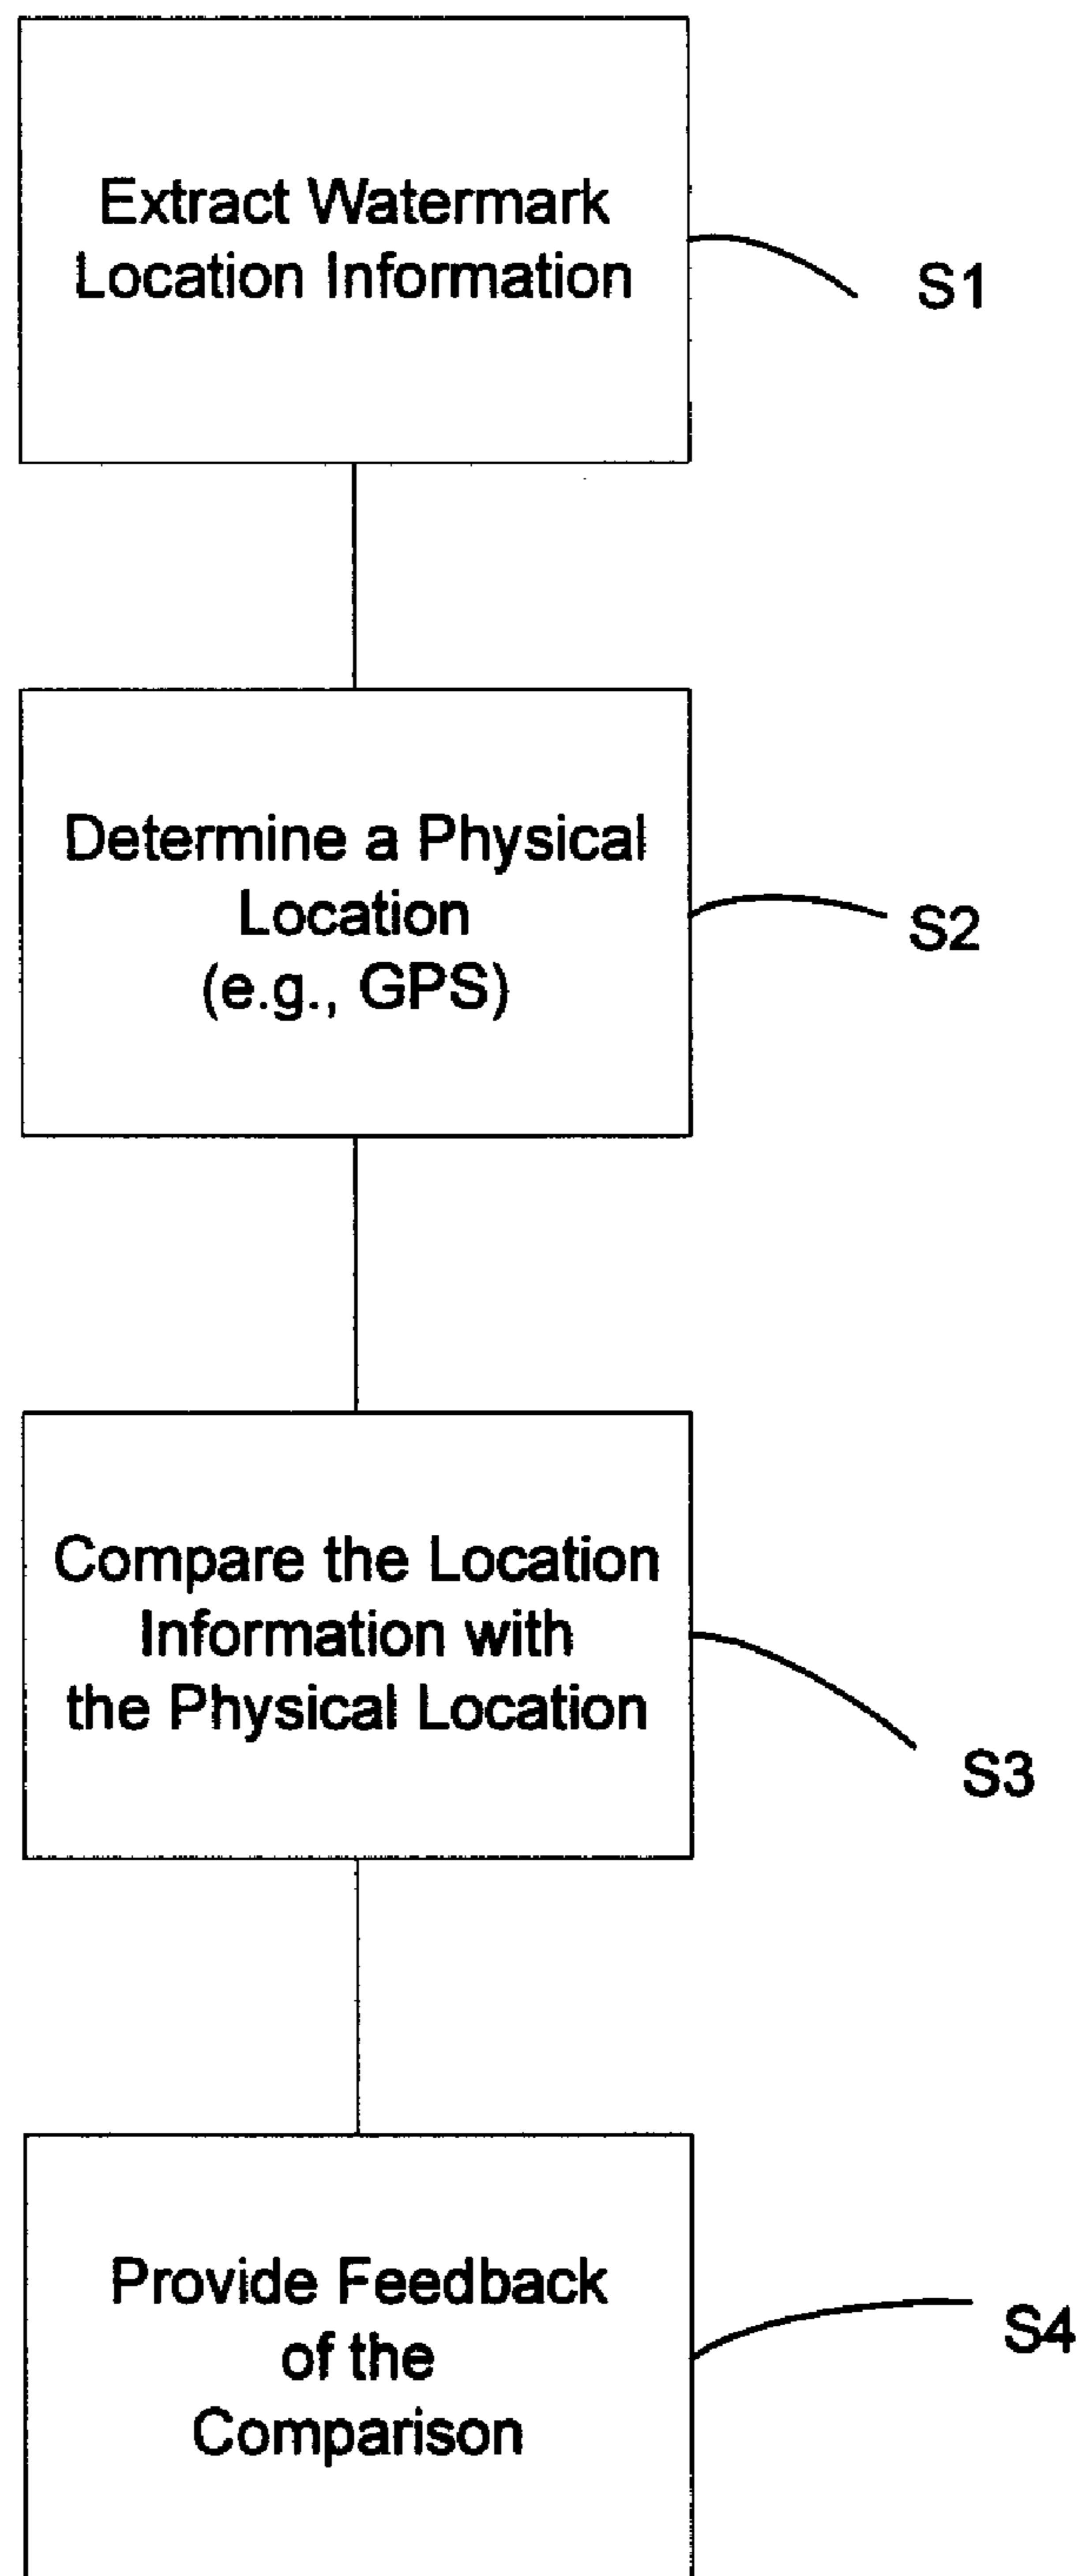 Extract Watermark
Location Information
S1
Determine a Physical
Location
(e.g., GPS)
S2
Compare the Location
Information with
the Physical Location
S3
Provide Feedback
of the
Comparison
S4